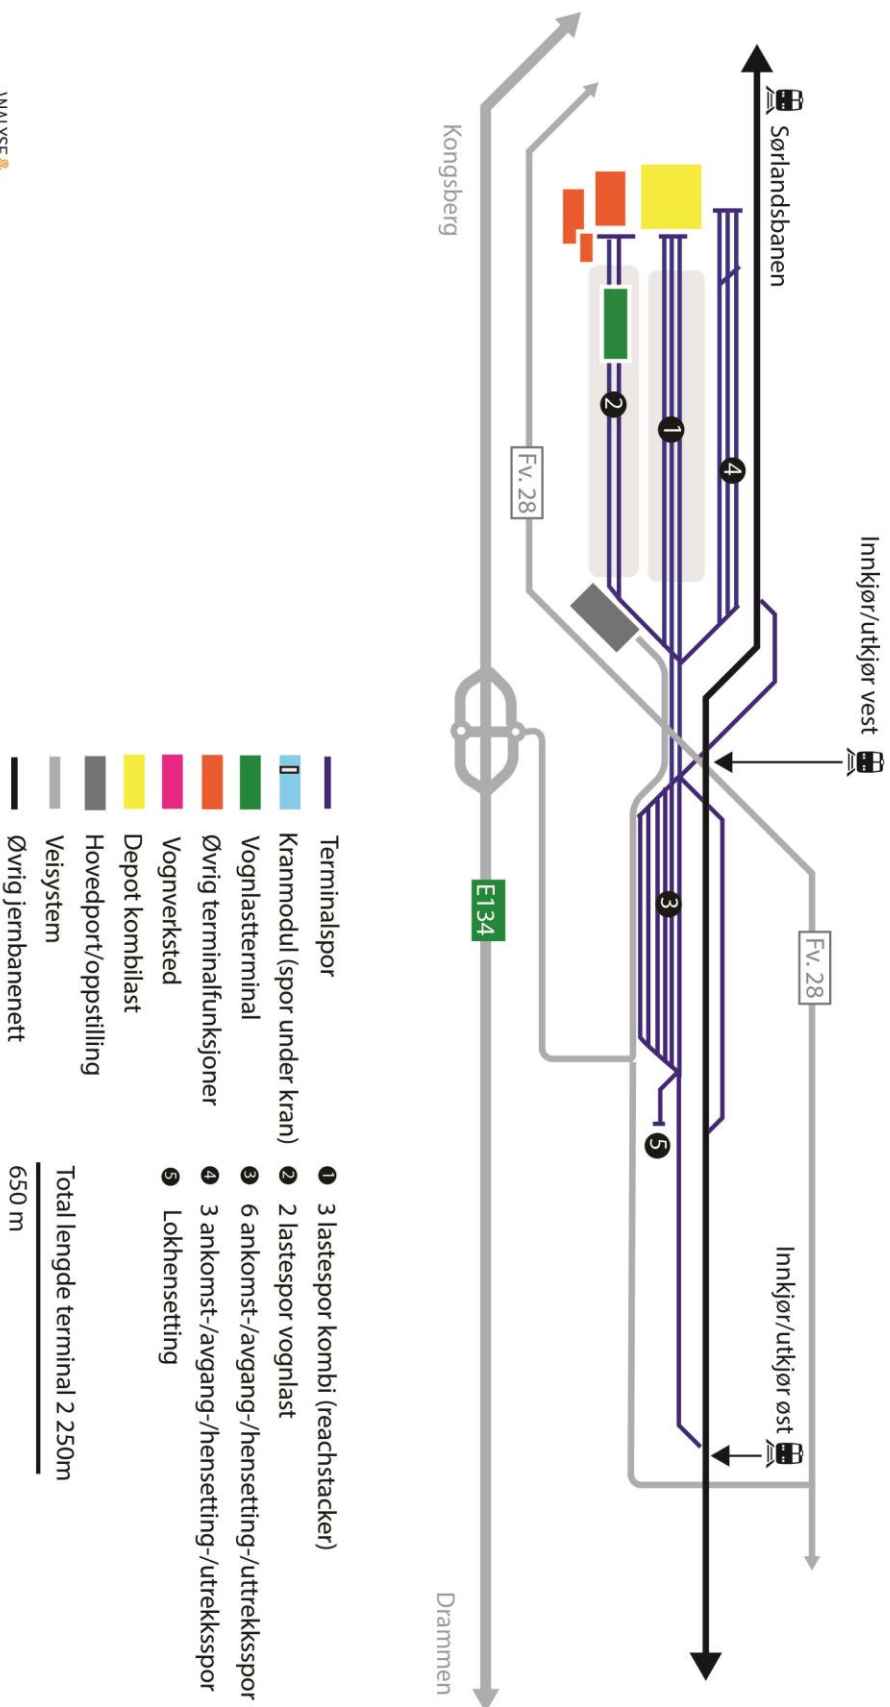 Innkjør/utkjør vest
Innkjør/utkjør øst
Sørlandsbanen
Fv. 28
4
1
3
5
2
Fv. 28
E134
Kongsberg
Drammen
Terminalspor
Kranmodul (spor under kran)
Vognlastterminal
Øvrig terminalfunksjoner
Vognverksted
Depot kombilast
Hovedport/oppstilling
Veisystem
Øvrig jernbanenett
1 3 lastespor kombi (reachstacker)
2 2 lastespor vognlast
3 6 ankomst-/avgang-/hensetting-/uttrekksspor
4 3 ankomst-/avgang-/hensetting-/utrekksspor
5 Lokhensetting
Total lengde terminal 2 250m
650 m